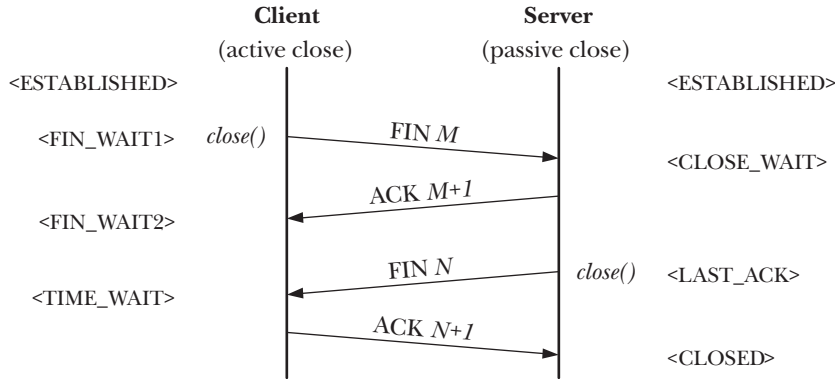 Client Server
(active close) (passive close)
<ESTABLISHED> <ESTABLISHED>
<FIN_WAIT1> close() FIN M
<CLOSE_WAIT>
ACK M+1
<FIN_WAIT2>
FIN N close() <LAST_ACK>
<TIME_WAIT>
ACK N+1
<CLOSED>